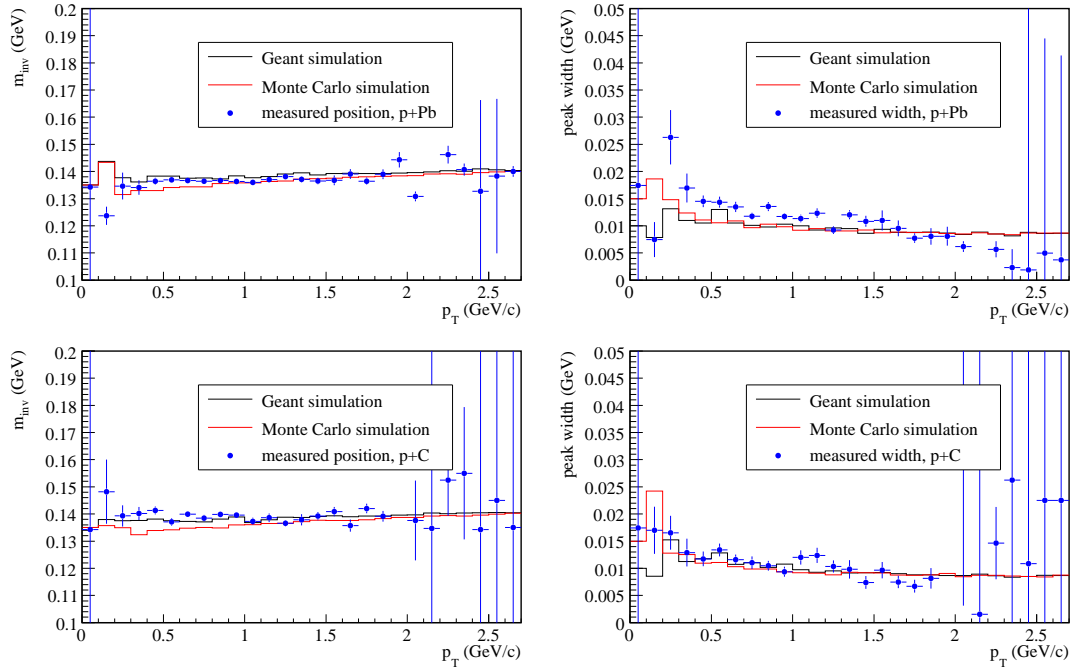 m_inv (GeV)
0.2
0.19
0.18
0.17
0.16
0.15
0.14
0.13
0.12
0.11
0.1
Geant simulation
Monte Carlo simulation
measured position, p+Pb
0 0.5 1 1.5 2 2.5
p_T (GeV/c)
peak width (GeV)
0.05
0.045
0.04
0.035
0.03
0.025
0.02
0.015
0.01
0.005
0
Geant simulation
Monte Carlo simulation
measured width, p+Pb
0 0.5 1 1.5 2 2.5
p_T (GeV/c)
m_inv (GeV)
0.2
0.19
0.18
0.17
0.16
0.15
0.14
0.13
0.12
0.11
0.1
Geant simulation
Monte Carlo simulation
measured position, p+C
0 0.5 1 1.5 2 2.5
p_T (GeV/c)
peak width (GeV)
0.05
0.045
0.04
0.035
0.03
0.025
0.02
0.015
0.01
0.005
0
Geant simulation
Monte Carlo simulation
measured width, p+C
0 0.5 1 1.5 2 2.5
p_T (GeV/c)